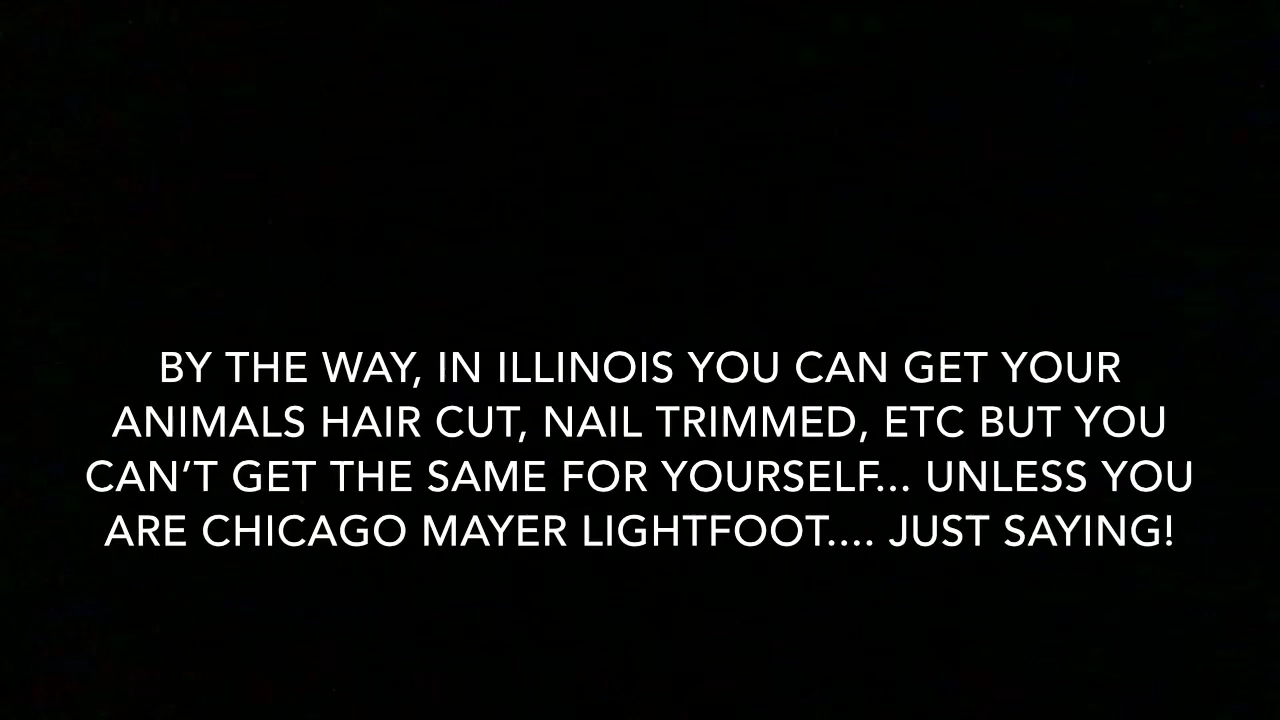 BY THE WAY, IN ILLINOIS YOU CAN GET YOUR
ANIMALS HAIR CUT, NAIL TRIMMED, ETC BUT YOU
CAN’T GET THE SAME FOR YOURSELF... UNLESS YOU
ARE CHICAGO MAYER LIGHTFOOT.... JUST SAYING!